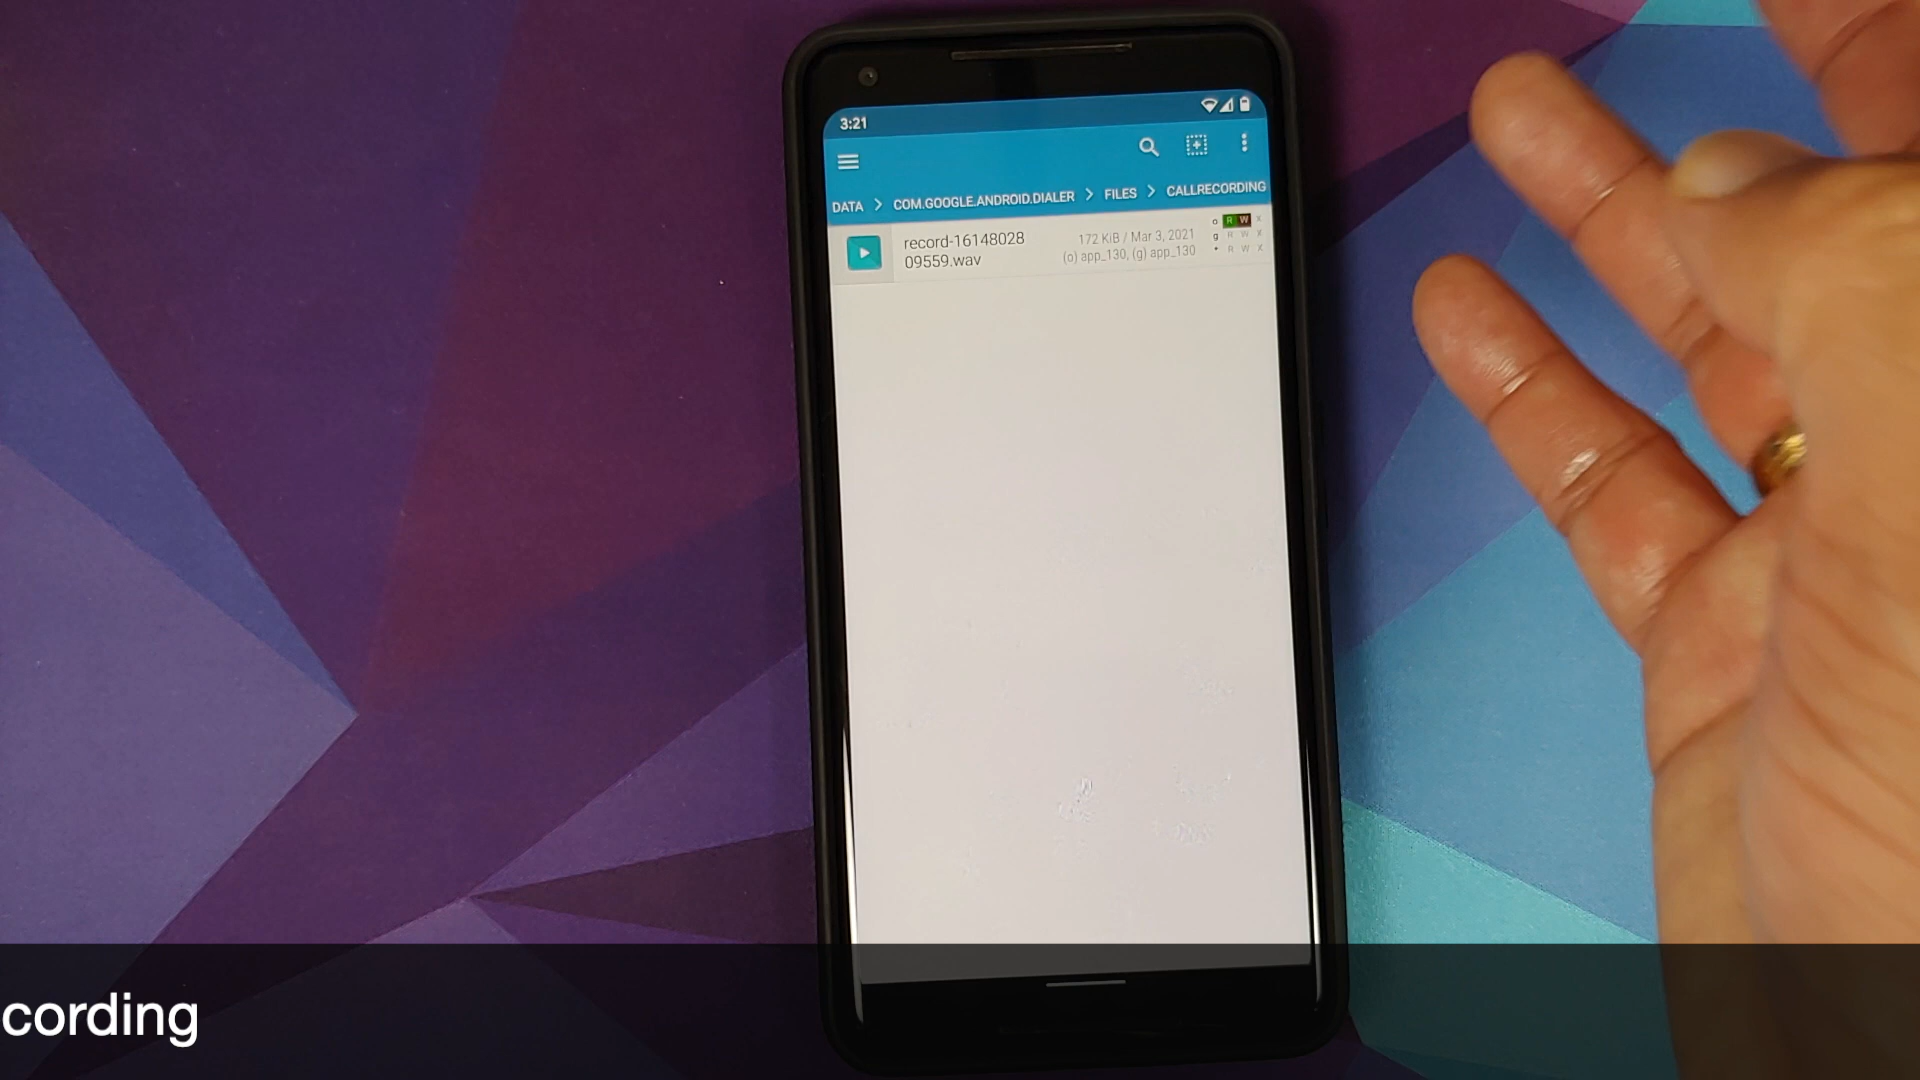 3:21
DATA > COM.GOOGLE.ANDROID.DIALER > FILES > CALLRECORDING
record-16148028
09559.wav
172 KiB / Mar 3, 2021
(o) app_130, (g) app_130
o R W X
g R W X
* R W X
cording